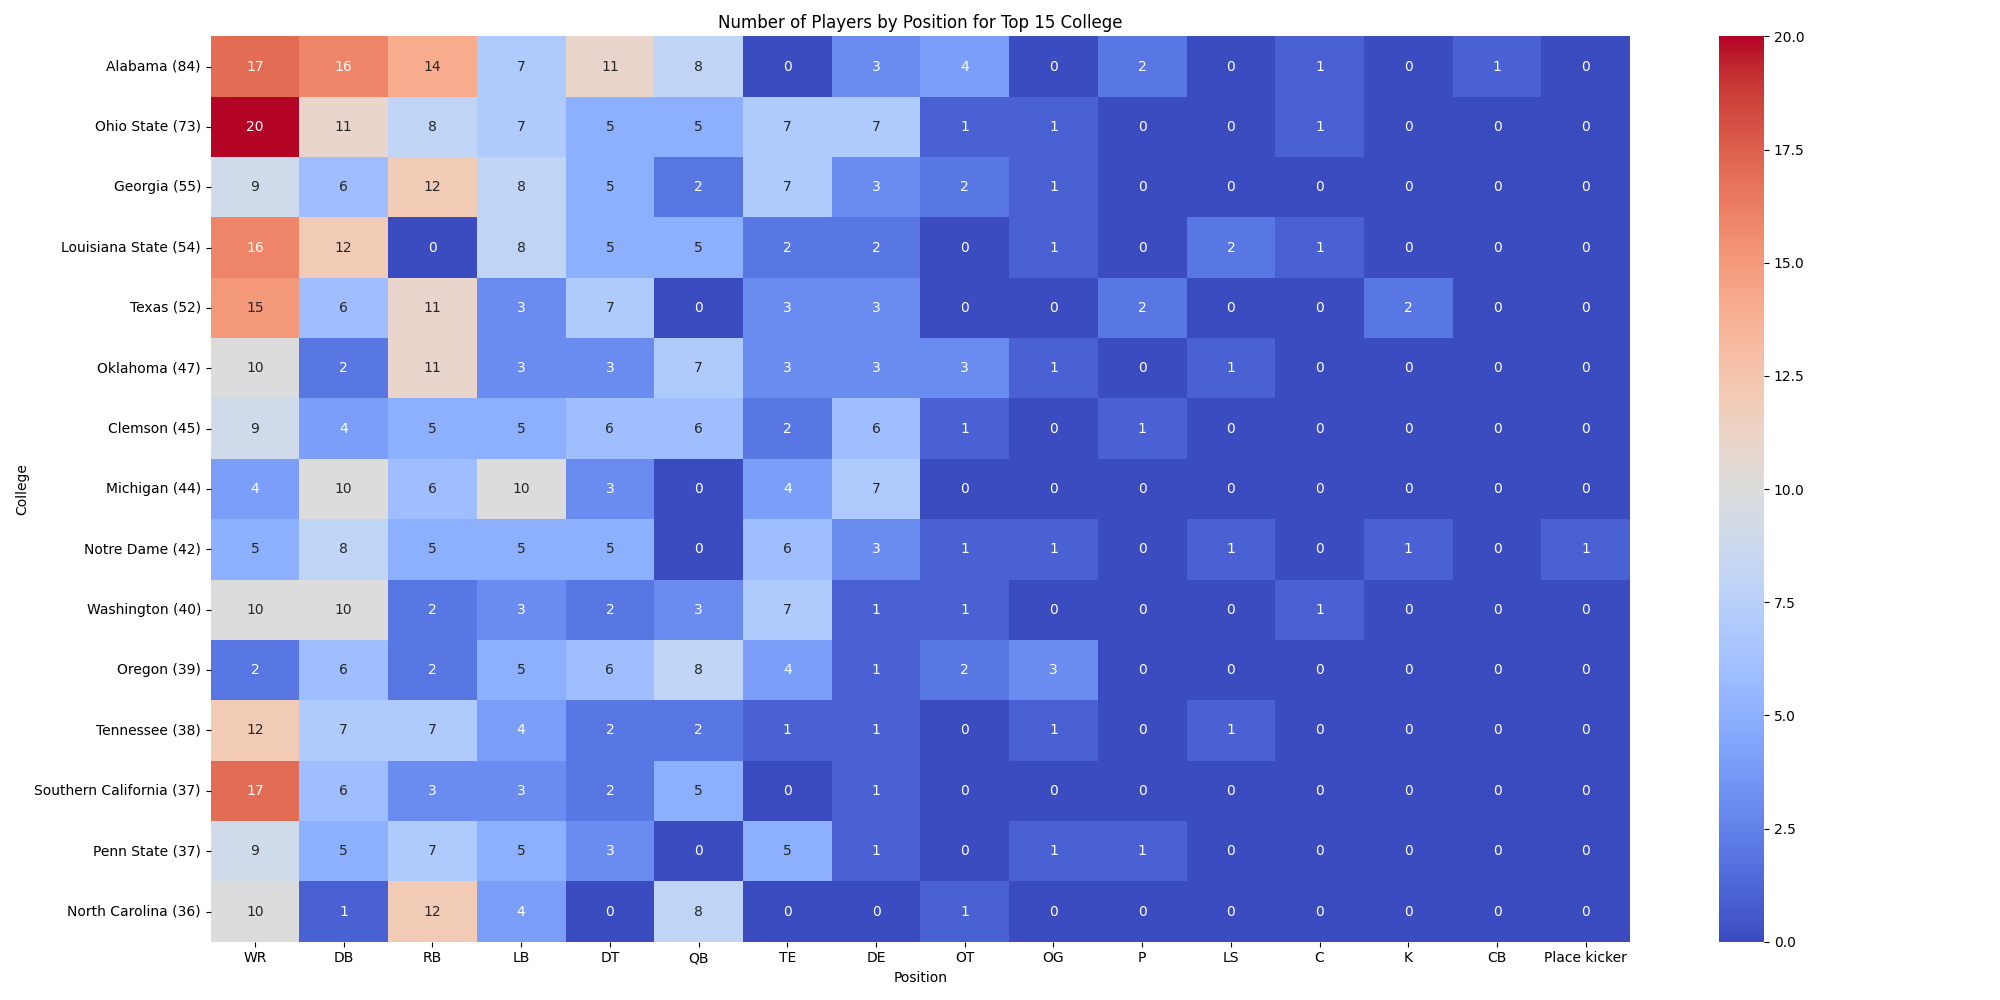 Number of Players by Position for Top 15 College
Alabama (84) 17 16 14 7 11 8 0 3 4 0 2 0 1 0 1 0
Ohio State (73) 20 11 8 7 5 5 7 7 1 1 0 0 1 0 0 0
Georgia (55) 9 6 12 8 5 2 7 3 2 1 0 0 0 0 0 0
Louisiana State (54) 16 12 0 8 5 5 2 2 0 1 0 2 1 0 0 0
Texas (52) 15 6 11 3 7 0 3 3 0 0 2 0 0 2 0 0
Oklahoma (47) 10 2 11 3 3 7 3 3 3 1 0 1 0 0 0 0
Clemson (45) 9 4 5 5 6 6 2 6 1 0 1 0 0 0 0 0
Michigan (44) 4 10 6 10 3 0 4 7 0 0 0 0 0 0 0 0
Notre Dame (42) 5 8 5 5 5 0 6 3 1 1 0 1 0 1 0 1
Washington (40) 10 10 2 3 2 3 7 1 1 0 0 0 1 0 0 0
Oregon (39) 2 6 2 5 6 8 4 1 2 3 0 0 0 0 0 0
Tennessee (38) 12 7 7 4 2 2 1 1 0 1 0 1 0 0 0 0
Southern California (37) 17 6 3 3 2 5 0 1 0 0 0 0 0 0 0 0
Penn State (37) 9 5 7 5 3 0 5 1 0 1 1 0 0 0 0 0
North Carolina (36) 10 1 12 4 0 8 0 0 1 0 0 0 0 0 0 0
WR DB RB LB DT QB TE DE OT OG P LS C K CB Place kicker
Position
College
20.0
17.5
15.0
12.5
10.0
7.5
5.0
2.5
0.0